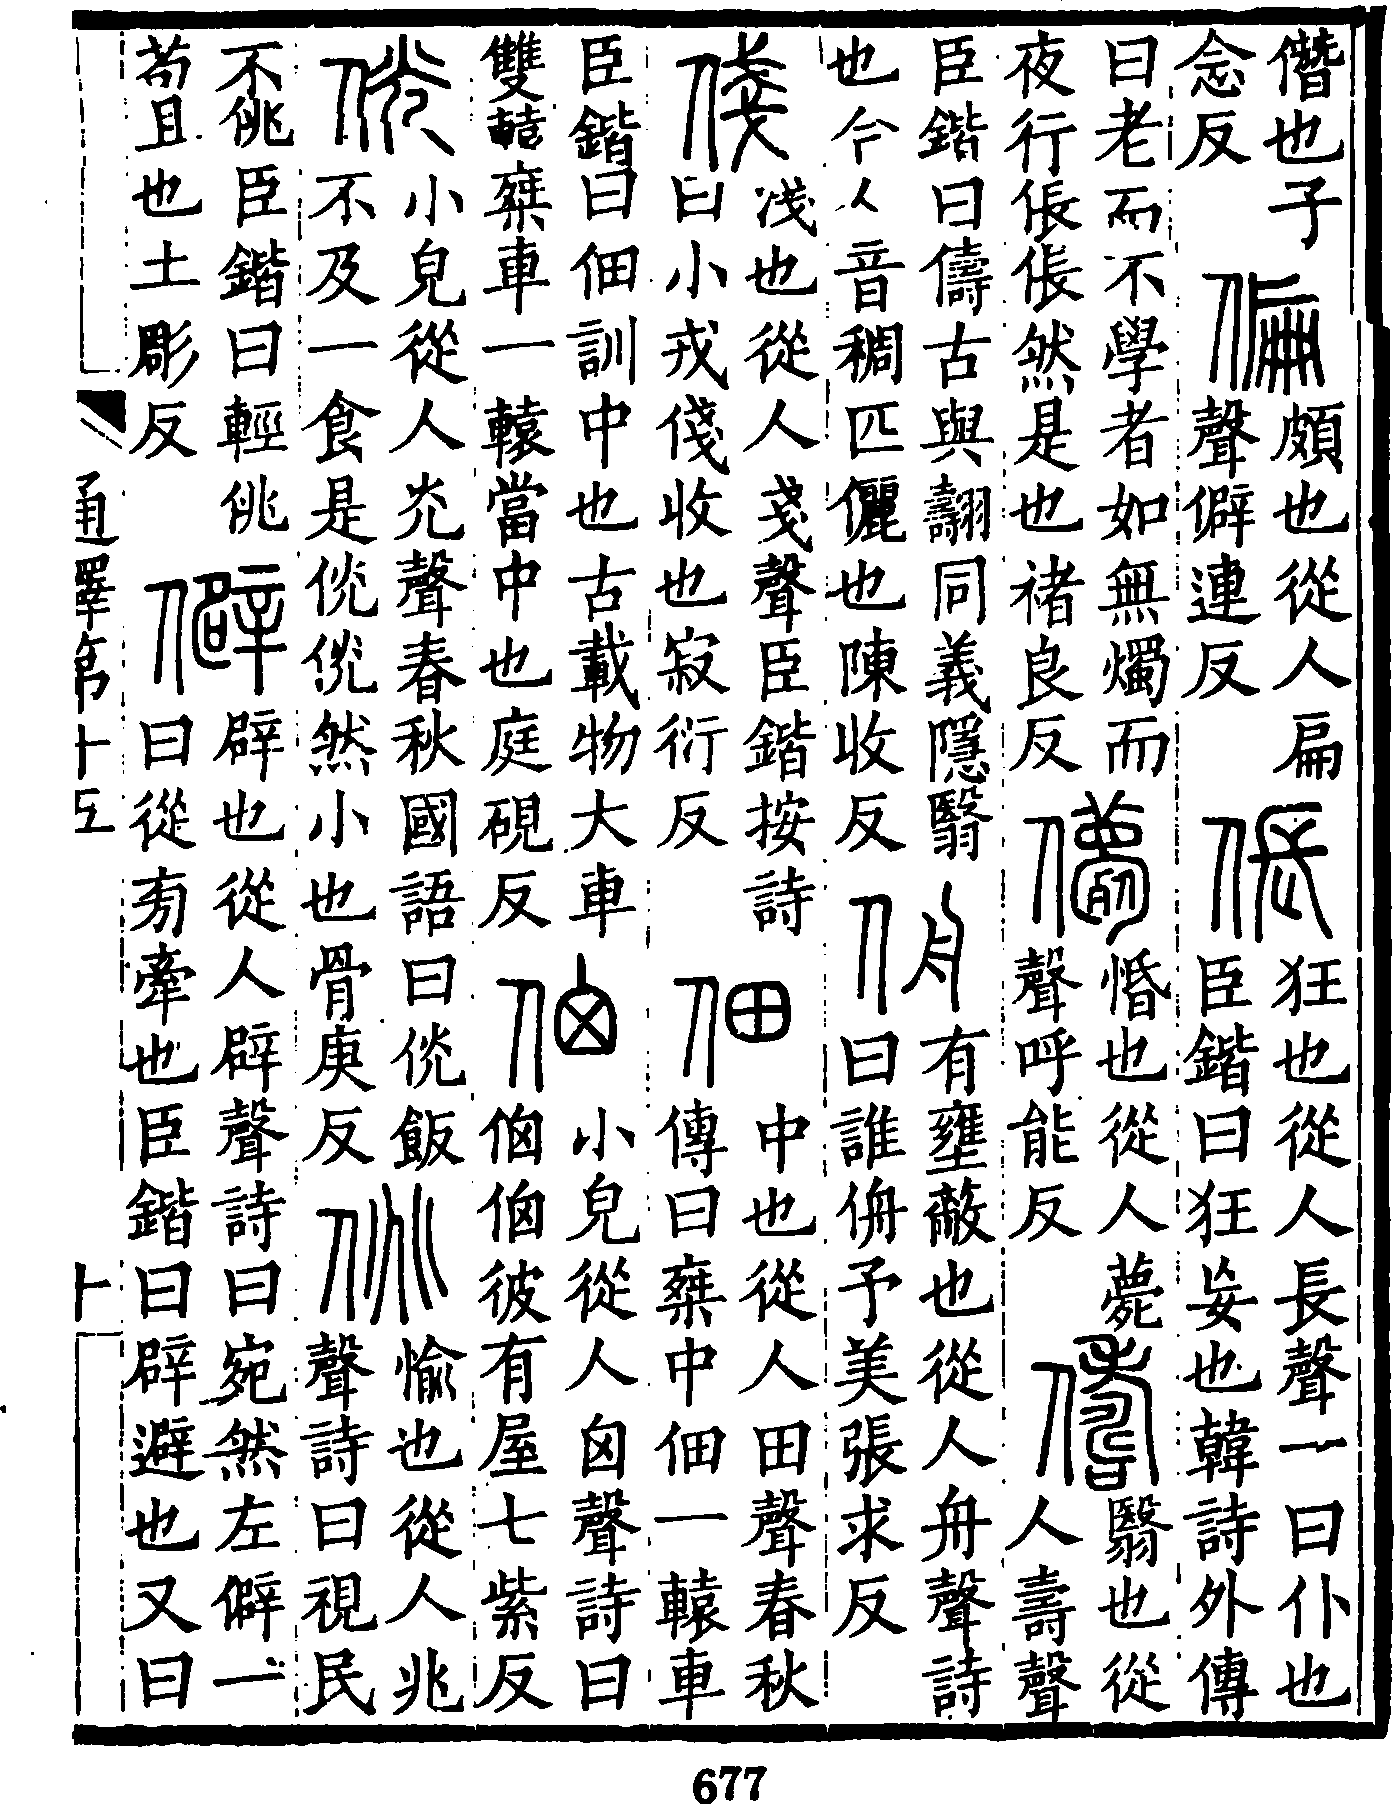 僭也子
念反
偏
頗也從人扁
聲僻連反
倀
狂也從人長聲一曰仆也
臣鍇曰狂妄也韓詩外傳
曰老而不學者如無燭而
夜行倀倀然是也褚良反
儚
惽也從人薨
聲呼能反
儔
翳也從
人壽聲
臣鍇曰儔古與翿同義隱翳
也今人音稠匹儷也陳收反
侜
有壅蔽也從人舟聲詩
曰誰侜予美張求反
俴
淺也從人戔聲臣鍇按詩
曰小戎俴收也寂衍反
佃
中也從人田聲春秋
傳曰椉中佃一轅車
臣鍇曰佃訓中也古載物大車
雙轅椉車一轅當中也庭硯反
㑋
小皃從人囟聲詩曰
㑋㑋彼有屋七紫反
侊
小皃從人光聲春秋國語曰侊飯
不及一食是侊侊然小也骨庚反
佻
愉也從人兆
聲詩曰視民
不佻臣鍇曰輕佻
苟且也土彫反
僻
辟也從人辟聲詩曰宛然左僻一
曰從旁牽也臣鍇曰辟避也又曰
通釋第十五
十
677